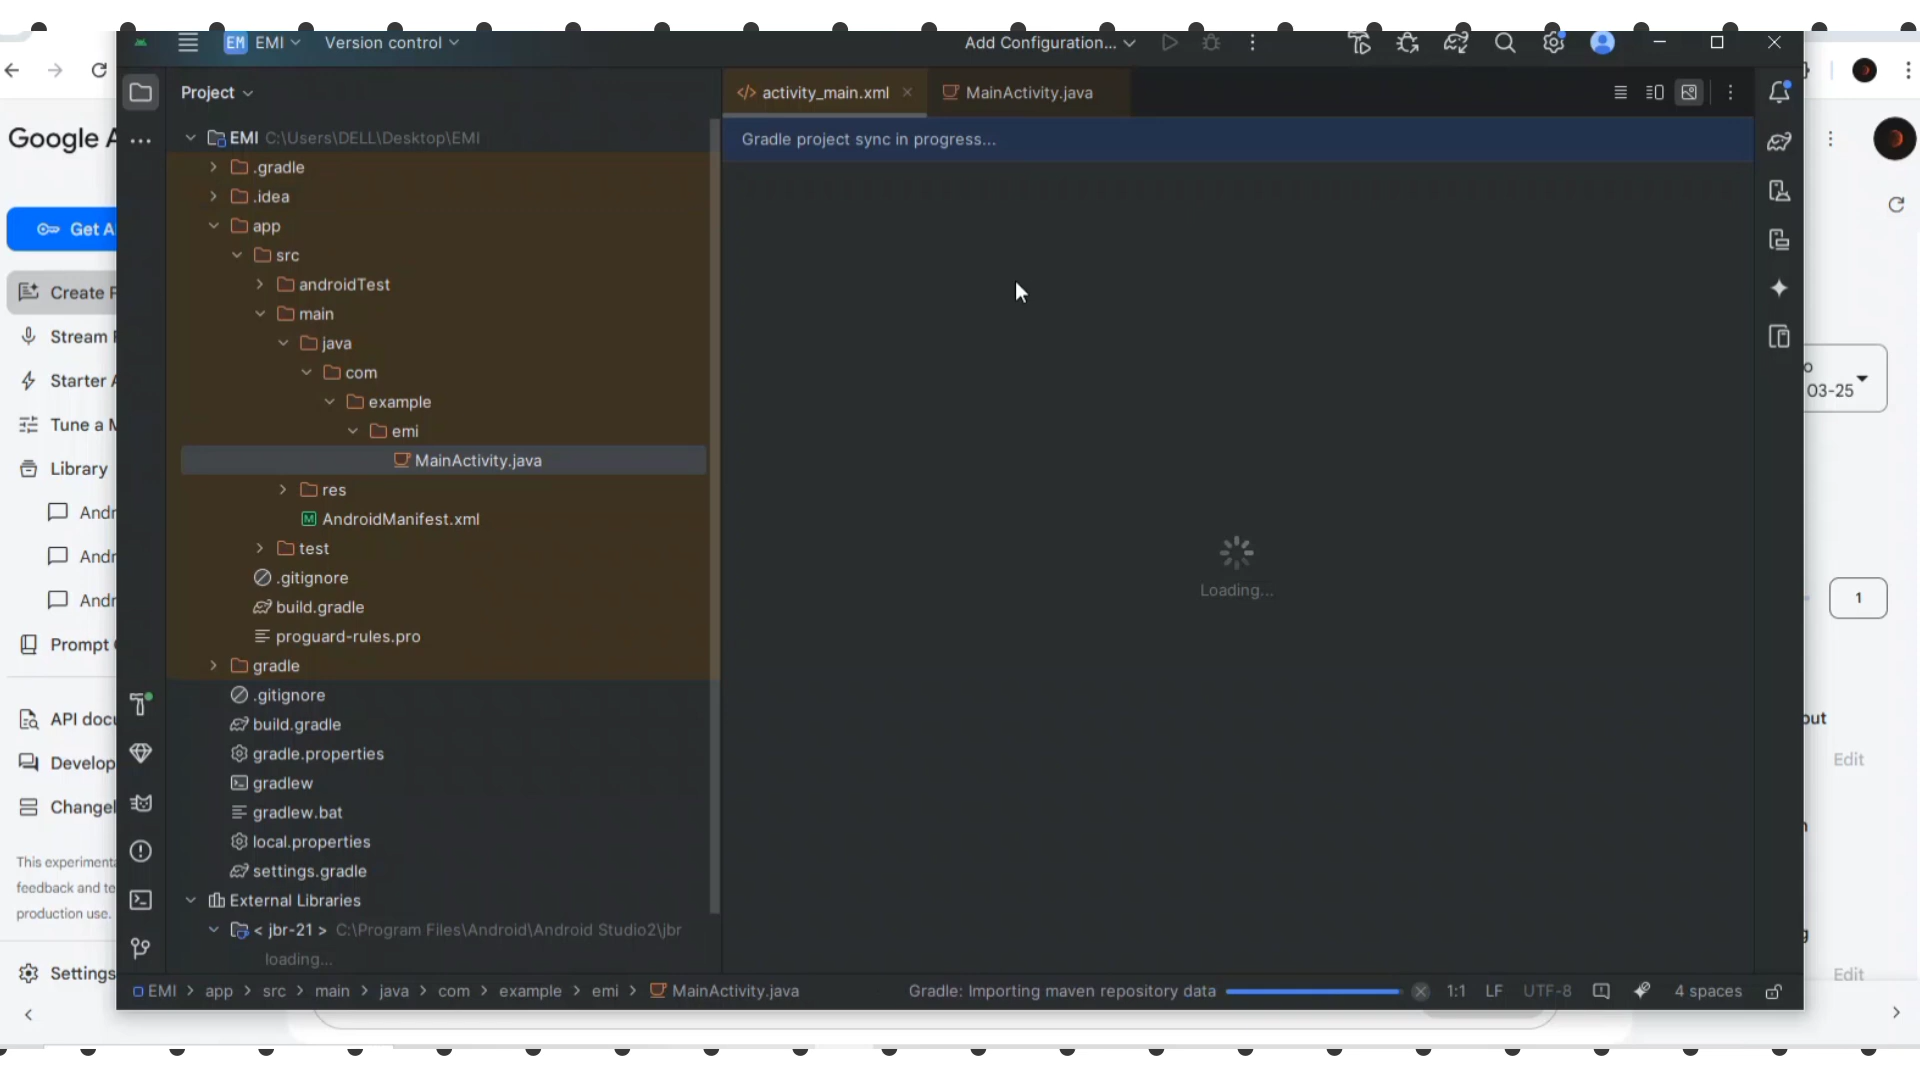 EM EMI
Version control
Add Configuration...
Project
activity_main.xml
MainActivity.java
Gradle project sync in progress...
EMI C:\Users\DELL\Desktop\EMI
.gradle
.idea
app
src
androidTest
main
java
com
example
emi
MainActivity.java
res
AndroidManifest.xml
test
.gitignore
build.gradle
proguard-rules.pro
gradle
.gitignore
build.gradle
gradle.properties
gradlew
gradlew.bat
local.properties
settings.gradle
External Libraries
< jbr-21 > C:\Program Files\Android\Android Studio2\jbr
loading...
Loading...
EMI > app > src > main > java > com > example > emi > MainActivity.java
Gradle: Importing maven repository data
1:1 LF UTF-8 4 spaces
Google A
Get A
Create
Stream
Starter
Tune a
Library
Andr
Andr
Andr
Prompt
API docu
Develop
Changel
This experiment
feedback and te
production use.
Settings
03-25
1
out
Edit
Edit